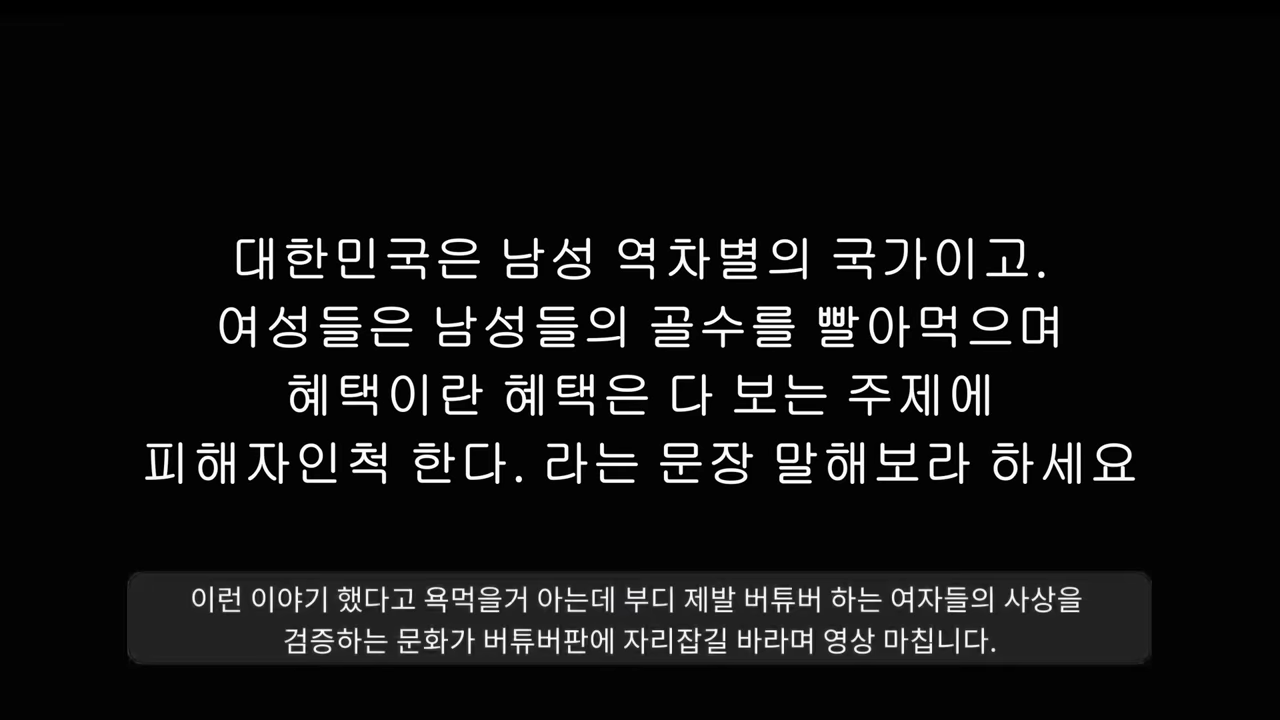 대한민국은 남성 역차별의 국가이고.
여성들은 남성들의 골수를 빨아먹으며
혜택이란 혜택은 다 보는 주제에
피해자인척 한다. 라는 문장 말해보라 하세요
이런 이야기 했다고 욕먹을거 아는데 부디 제발 버튜버 하는 여자들의 사상을
검증하는 문화가 버튜버판에 자리잡길 바라며 영상 마칩니다.